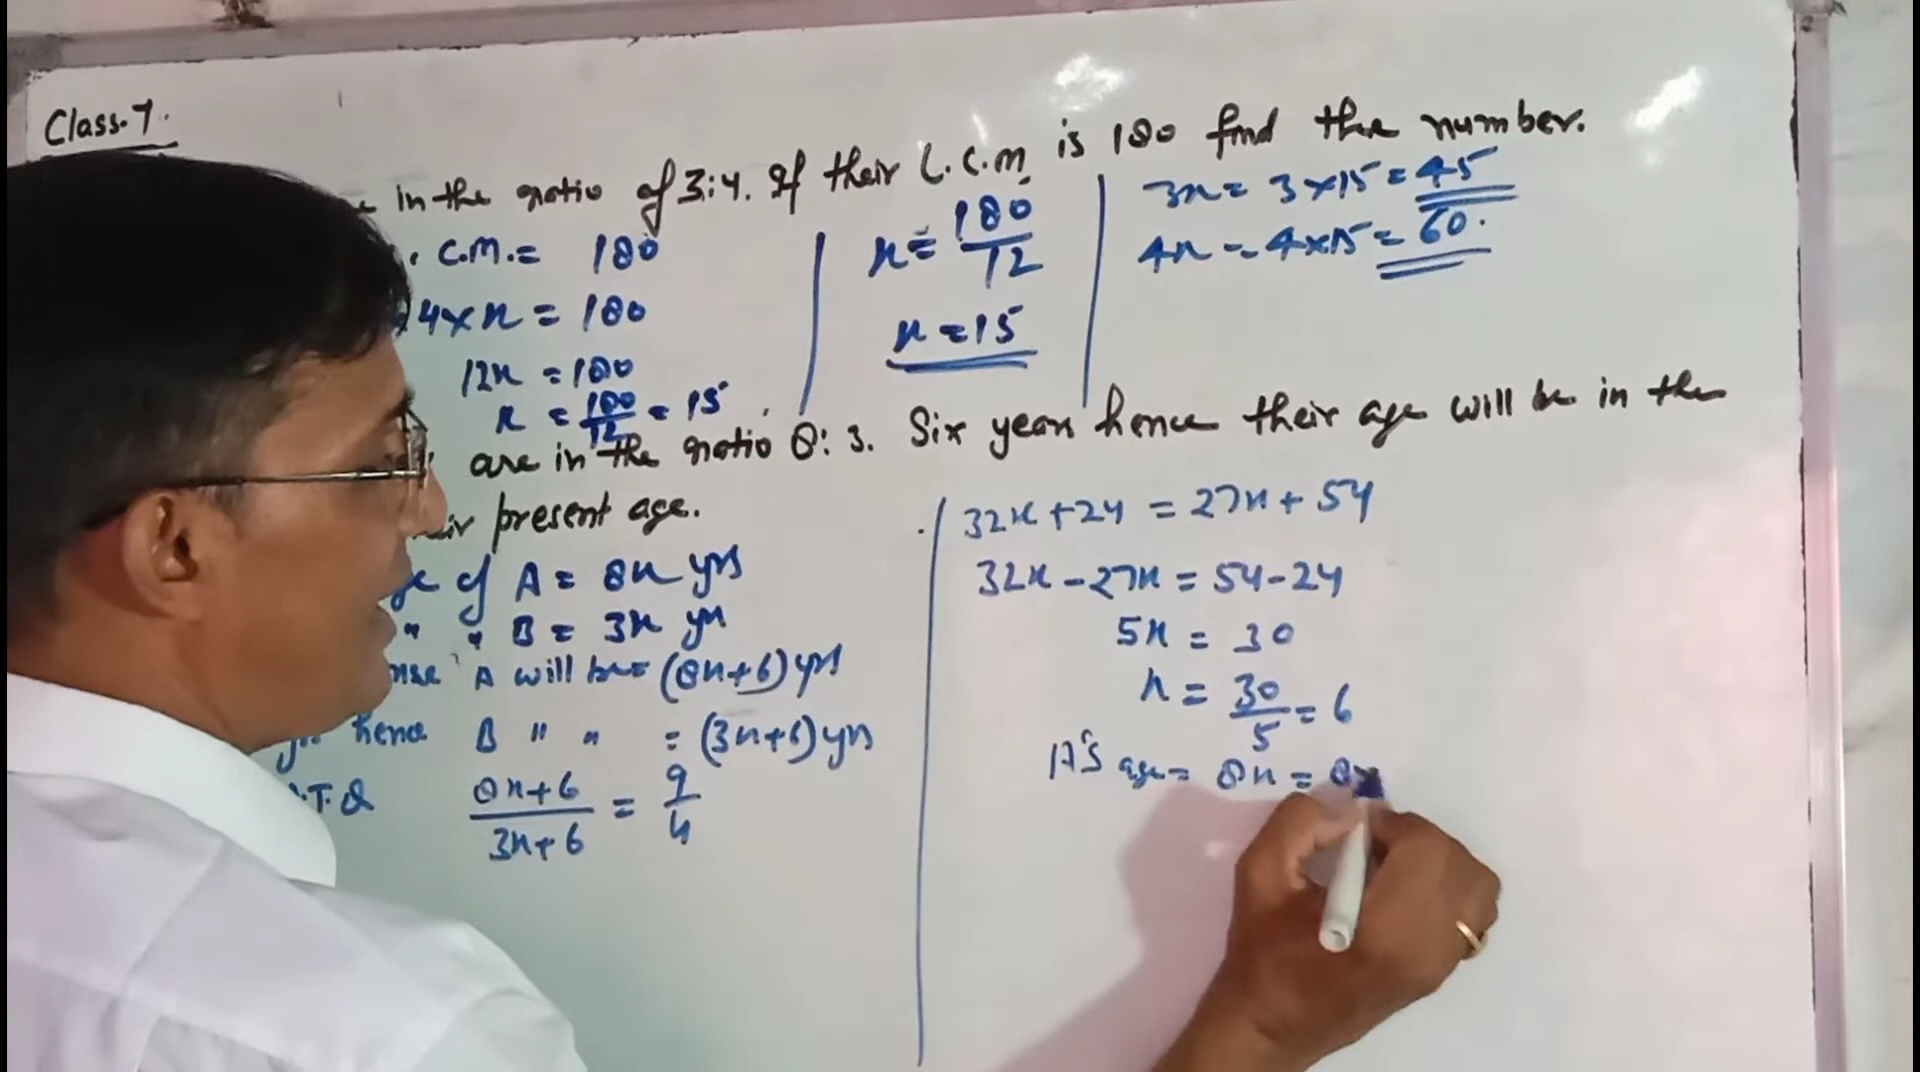 Class-7.
in the ratio of 3:4. If their L.C.M. is 180 find the number.
C.M. = 180
4×x = 180
12x = 180
x = 180/12 = 15
x = 180/12
x = 15
3x = 3×15 = 45
4x = 4×15 = 60.
are in the ratio 8:3. Six years hence their age will be in the
present age.
of A = 8x yrs
" " B = 3x yrs
A will be = (8x+6) yrs
hence B " " = (3x+6) yrs
.T.Q (8x+6)/(3x+6) = 9/4
32x+24 = 27x+54
32x-27x = 54-24
5x = 30
x = 30/5 = 6
A's age = 8x = 8×